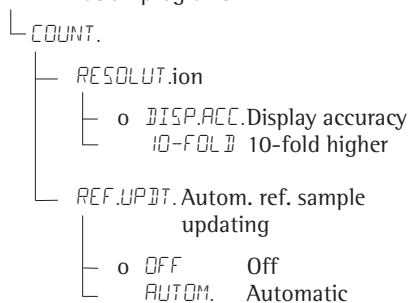 COUNT.
RESOLUT.ion
o DISP.ACC. Display accuracy
10-FOLD 10-fold higher
REF.UPDT. Autom. ref. sample
updating
o OFF Off
AUTOM. Automatic